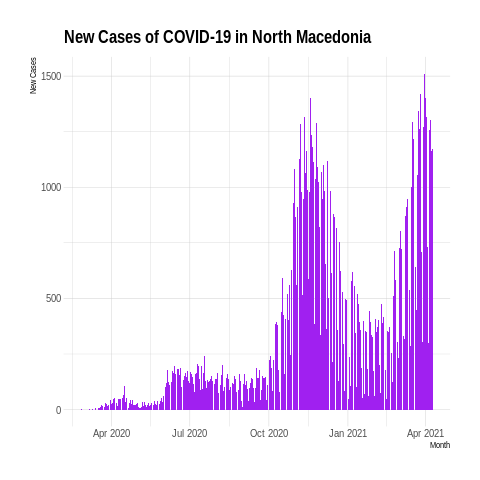 New Cases of COVID-19 in North Macedonia
New Cases
1500
1000
500
0
Apr 2020 Jul 2020 Oct 2020 Jan 2021 Apr 2021
Month